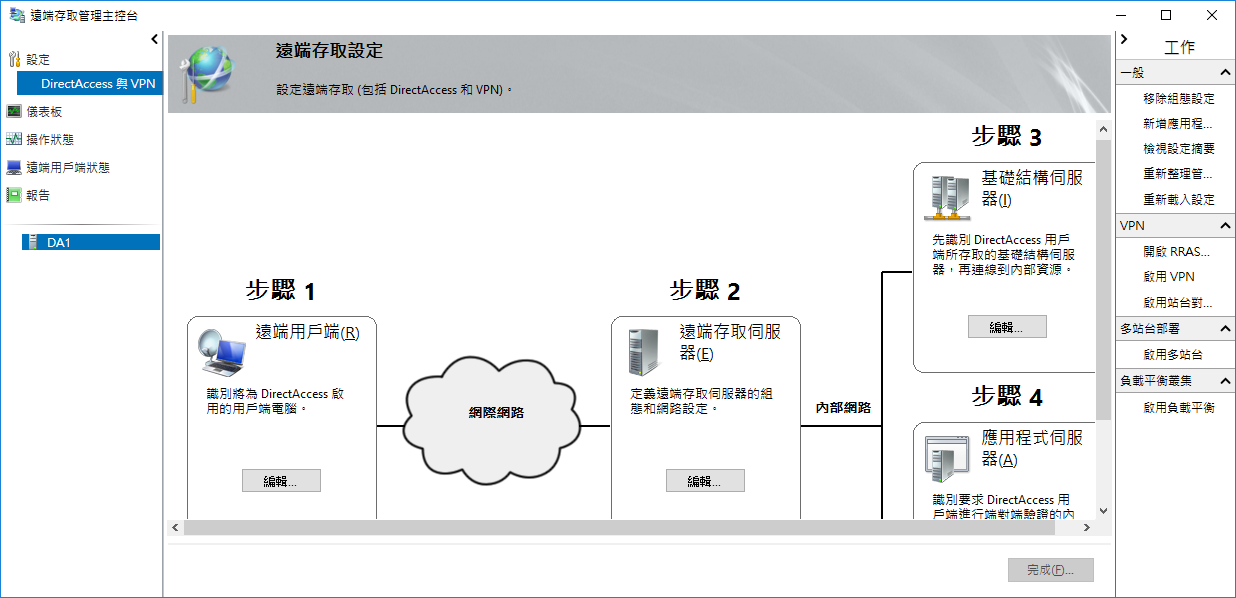 遠端存取管理主控台
設定
DirectAccess 與 VPN
儀表板
操作狀態
遠端用戶端狀態
報告
DA1
遠端存取設定
設定遠端存取 (包括 DirectAccess 和 VPN)。
步驟 1
遠端用戶端(R)
識別將為 DirectAccess 啟
用的用戶端電腦。
編輯...
網際網路
步驟 2
遠端存取伺服
器(E)
定義遠端存取伺服器的組
態和網路設定。
編輯...
內部網路
步驟 3
基礎結構伺服
器(I)
先識別 DirectAccess 用戶
端所存取的基礎結構伺服
器，再連線到內部資源。
編輯...
步驟 4
應用程式伺服
器(A)
識別要求 DirectAccess 用
戶端進行端對端驗證的內
完成(F)...
工作
一般
移除組態設定
新增應用程...
檢視設定摘要
重新整理管...
重新載入設定
VPN
開啟 RRAS...
啟用 VPN
啟用站台對...
多站台部署
啟用多站台
負載平衡叢集
啟用負載平衡